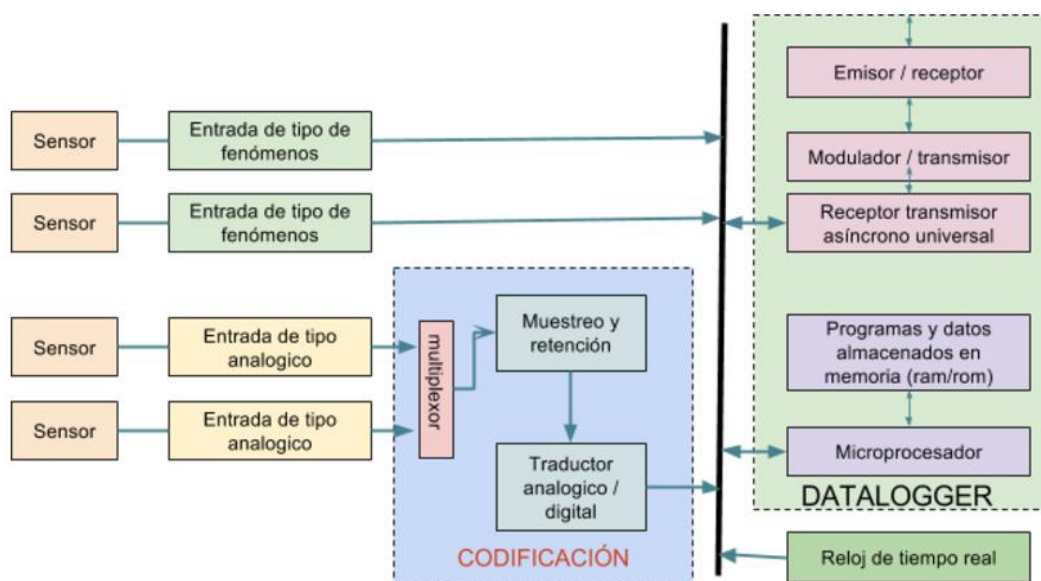 Sensor
Entrada de tipo de
fenómenos
Sensor
Entrada de tipo de
fenómenos
Sensor
Entrada de tipo
analogico
Sensor
Entrada de tipo
analogico
multiplexor
Muestreo y
retención
Traductor
analogico /
digital
CODIFICACIÓN
Emisor / receptor
Modulador / transmisor
Receptor transmisor
asíncrono universal
Programas y datos
almacenados en
memoria (ram/rom)
Microprocesador
DATALOGGER
Reloj de tiempo real